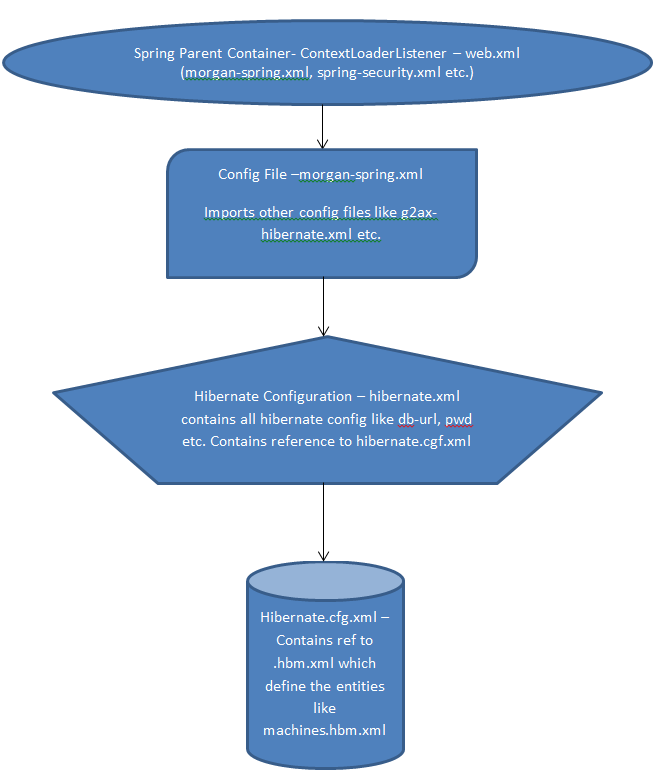 Spring Parent Container- ContextLoaderListener – web.xml
(morgan-spring.xml, spring-security.xml etc.)
Config File –morgan-spring.xml
Imports other config files like g2ax-
hibernate.xml etc.
Hibernate Configuration – hibernate.xml
contains all hibernate config like db-url, pwd
etc. Contains reference to hibernate.cgf.xml
Hibernate.cfg.xml –
Contains ref to
.hbm.xml which
define the entities
like
machines.hbm.xml